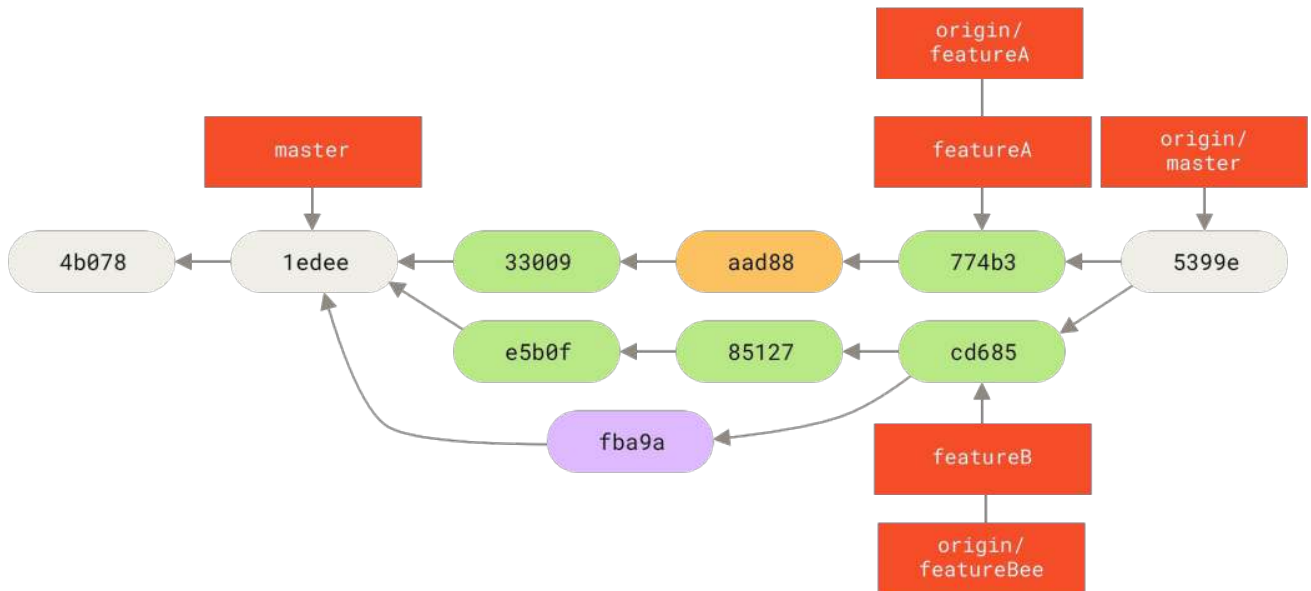 origin/
featureA
master
featureA
origin/
master
4b078
1edee
33009
aad88
774b3
5399e
e5b0f
85127
cd685
fba9a
featureB
origin/
featureBee